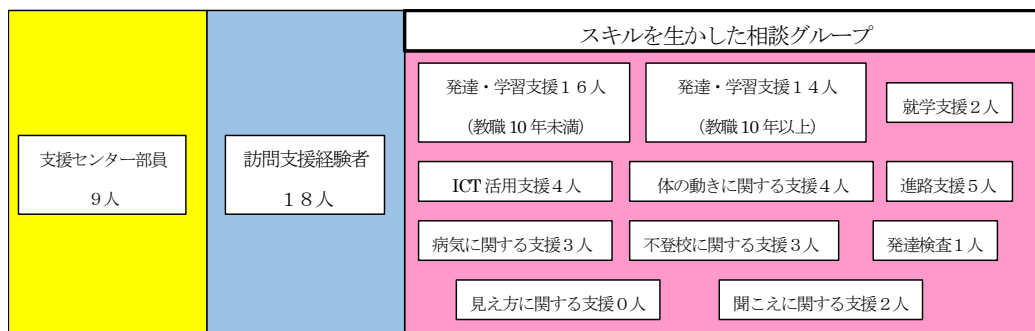 スキルを生かした相談グループ
支援センター部員
9人
訪問支援経験者
18人
発達・学習支援16人
(教職10年未満)
発達・学習支援14人
(教職10年以上)
就学支援2人
ICT活用支援4人
体の動きに関する支援4人
進路支援5人
病気に関する支援3人
不登校に関する支援3人
発達検査1人
見え方に関する支援0人
聞こえに関する支援2人